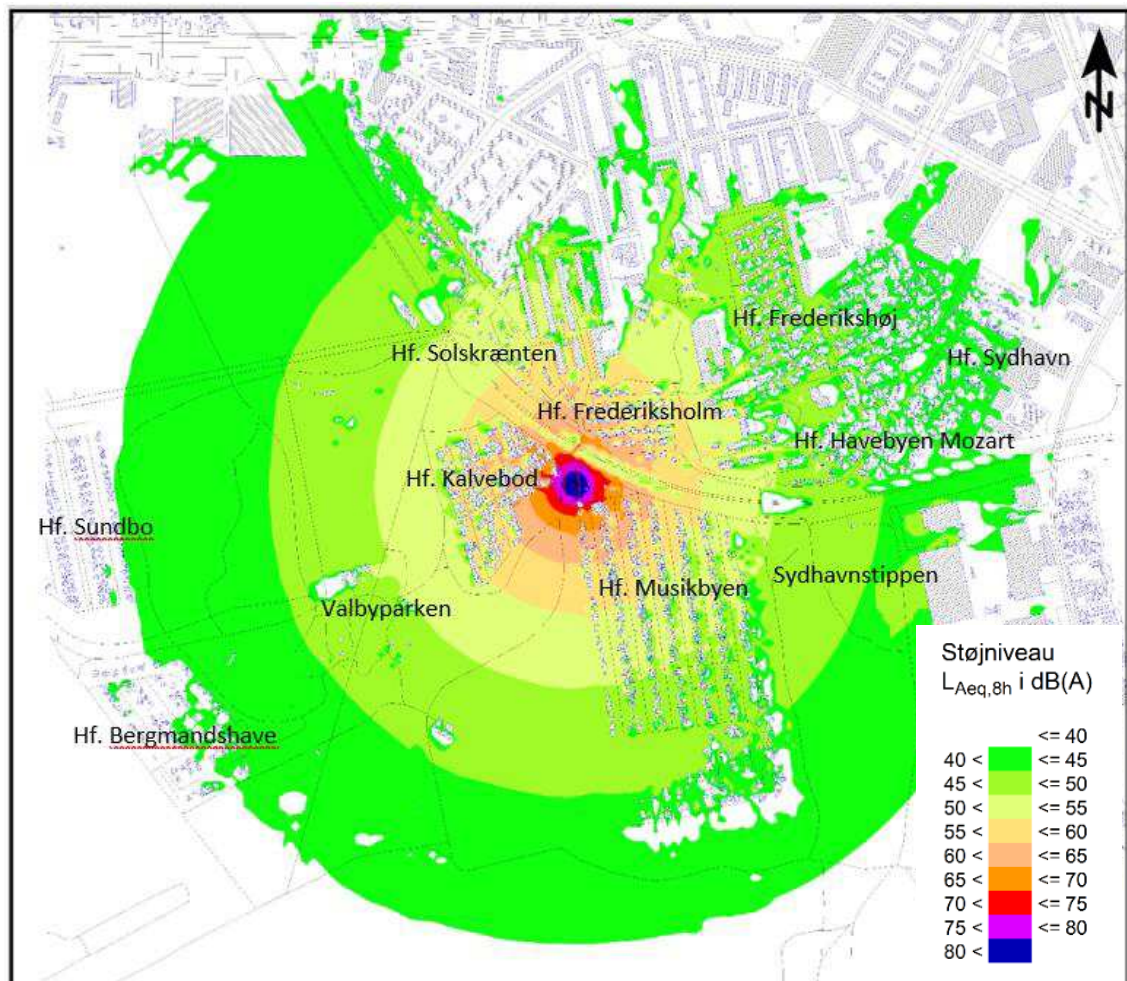 N
Hf. Frederikshøj
Hf. Solskrænten
Hf. Sydhavn
Hf. Frederiksholm
Hf. Havebyen Mozart
Hf. Kalvebod
Hf. Sundbo
Sydhavnstippen
Hf. Musikbyen
Valbyparken
Hf. Bergmandshave
Støjniveau
LAeq,8h i dB(A)
<= 40
40 < <= 45
45 < <= 50
50 < <= 55
55 < <= 60
60 < <= 65
65 < <= 70
70 < <= 75
75 < <= 80
80 <